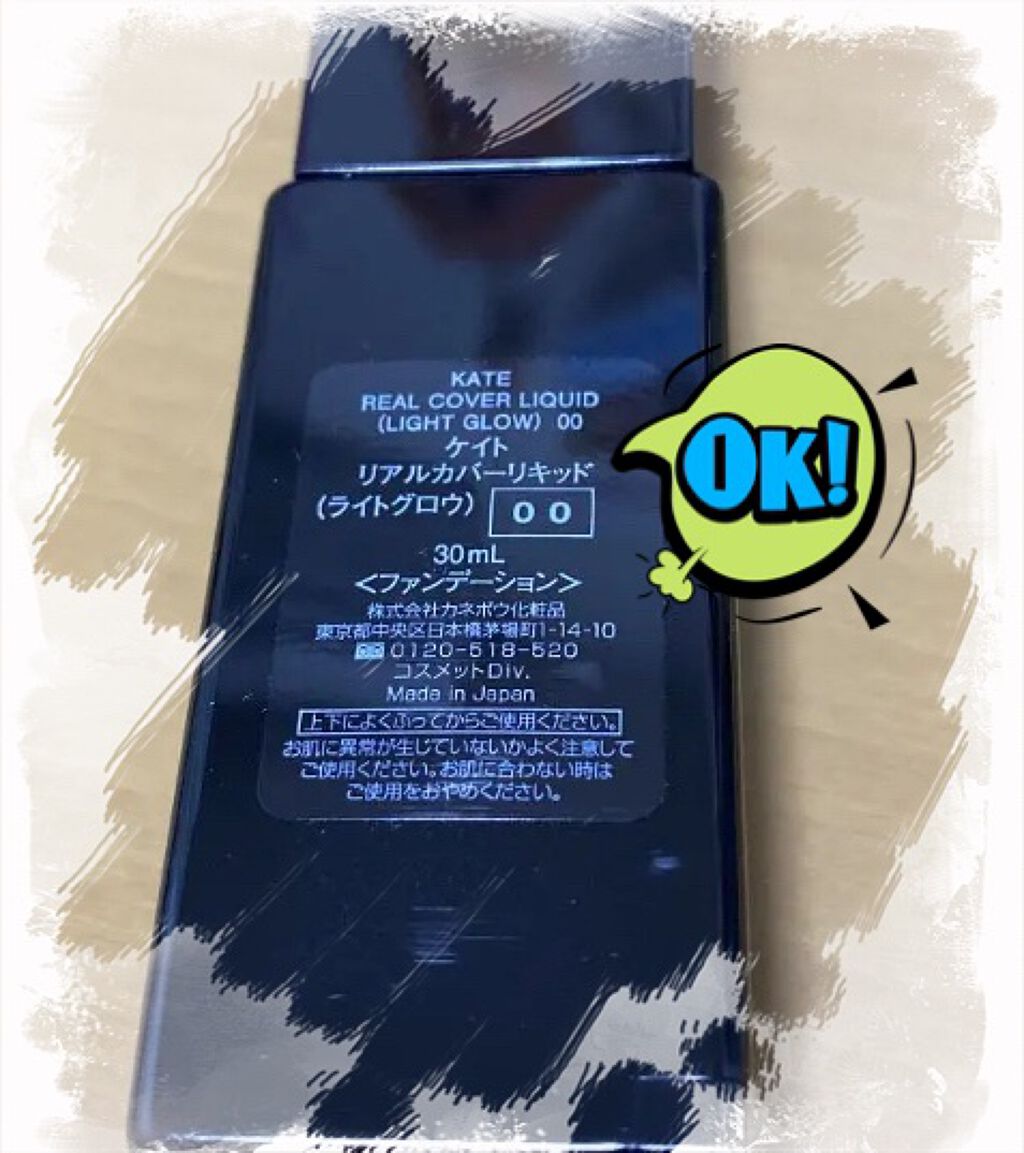 KATE
REAL COVER LIQUID
(LIGHT GLOW) 00
ケイト
リアルカバーリキッド
(ライトグロウ) 00
30mL
<ファンデーション>
株式会社カネボウ化粧品
東京都中央区日本橋茅場町1-14-10
0120-518-520
コスメットDiv.
Made in Japan
上下によくふってからご使用ください。
お肌に異常が生じていないかよく注意して
ご使用ください。お肌に合わない時は
ご使用をおやめください。
OK!